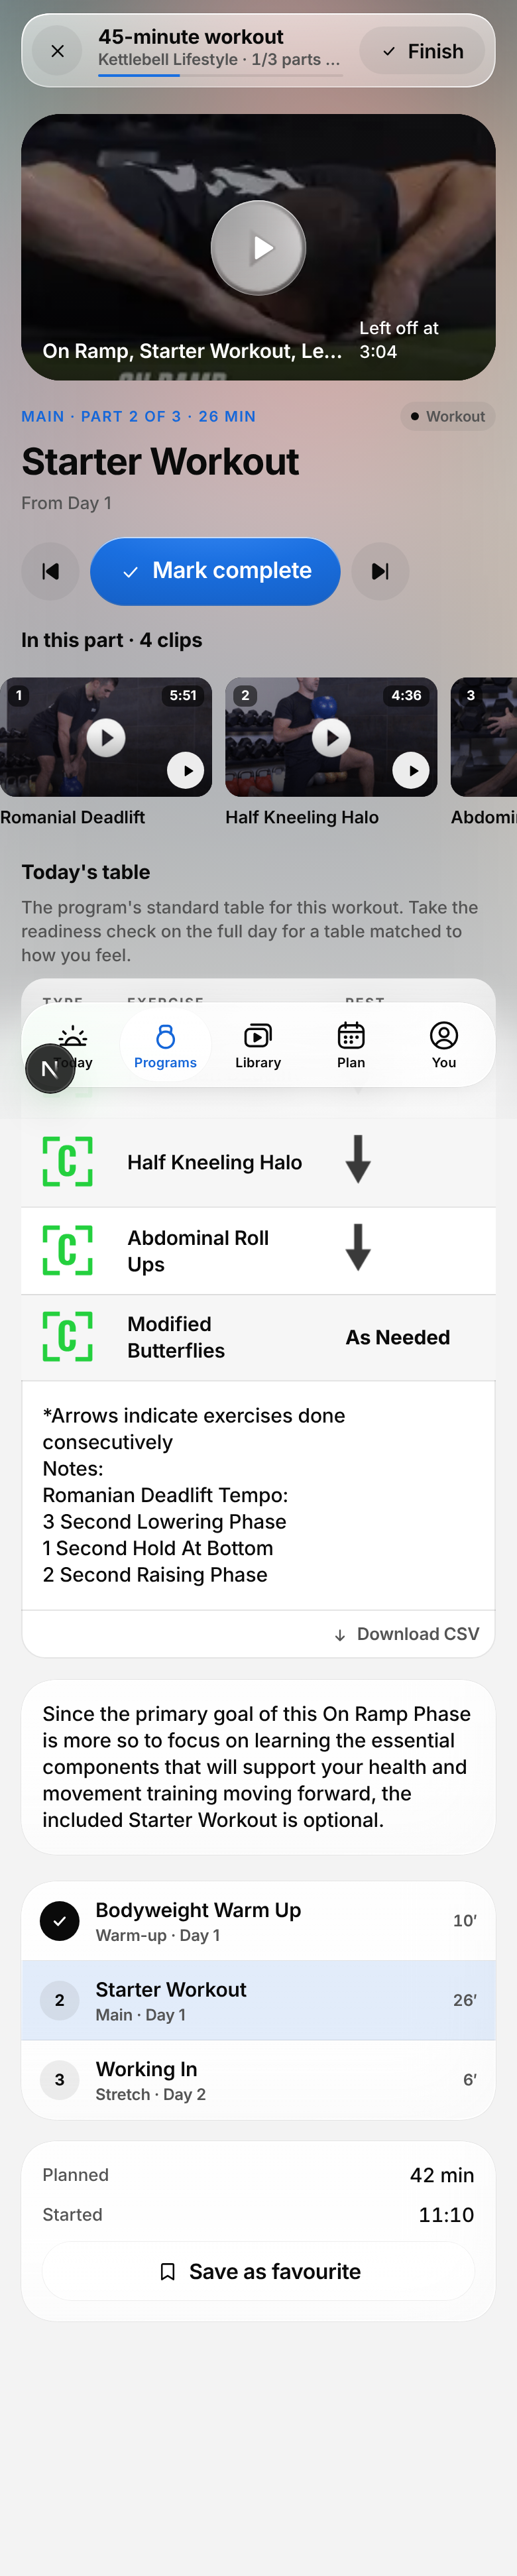 45-minute workout
Kettlebell Lifestyle · 1/3 parts ...
Finish
On Ramp, Starter Workout, Le...
Left off at
3:04
MAIN · PART 2 OF 3 · 26 MIN
Workout
Starter Workout
From Day 1
Mark complete
In this part · 4 clips
1
5:51
2
4:36
3
Romanial Deadlift
Half Kneeling Halo
Abdomi
Today's table
The program's standard table for this workout. Take the
readiness check on the full day for a table matched to
how you feel.
TYPE
EXERCISE
REST
Today
Programs
Library
Plan
You
N
C
Half Kneeling Halo
C
Abdominal Roll
Ups
C
Modified
Butterflies
As Needed
*Arrows indicate exercises done
consecutively
Notes:
Romanian Deadlift Tempo:
3 Second Lowering Phase
1 Second Hold At Bottom
2 Second Raising Phase
Download CSV
Since the primary goal of this On Ramp Phase
is more so to focus on learning the essential
components that will support your health and
movement training moving forward, the
included Starter Workout is optional.
Bodyweight Warm Up
Warm-up · Day 1
10′
2
Starter Workout
Main · Day 1
26′
3
Working In
Stretch · Day 2
6′
Planned
42 min
Started
11:10
Save as favourite